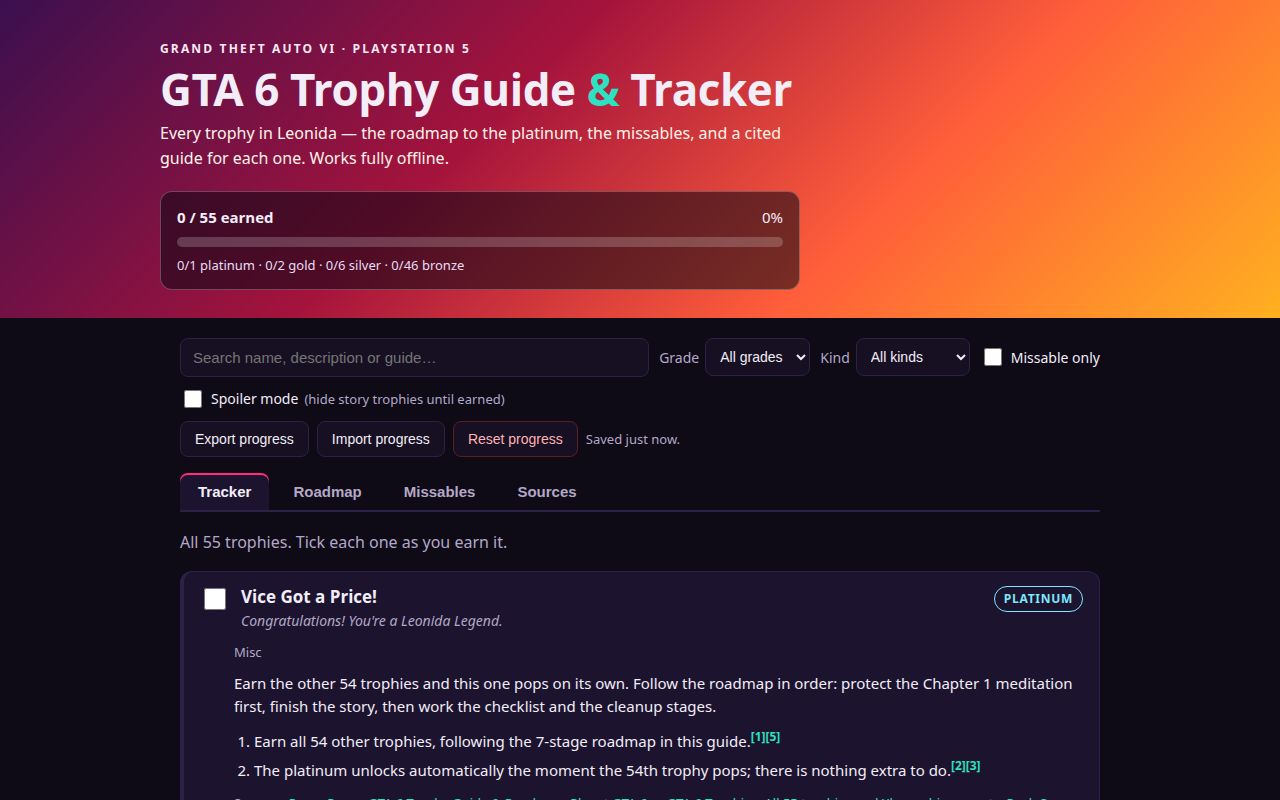 GRAND THEFT AUTO VI · PLAYSTATION 5
GTA 6 Trophy Guide & Tracker
Every trophy in Leonida — the roadmap to the platinum, the missables, and a cited
guide for each one. Works fully offline.
0 / 55 earned 0%
0/1 platinum · 0/2 gold · 0/6 silver · 0/46 bronze
Search name, description or guide… Grade All grades Kind All kinds Missable only
Spoiler mode (hide story trophies until earned)
Export progress Import progress Reset progress Saved just now.
Tracker Roadmap Missables Sources
All 55 trophies. Tick each one as you earn it.
Vice Got a Price! PLATINUM
Congratulations! You're a Leonida Legend.
Misc
Earn the other 54 trophies and this one pops on its own. Follow the roadmap in order: protect the Chapter 1 meditation
first, finish the story, then work the checklist and the cleanup stages.
1. Earn all 54 other trophies, following the 7-stage roadmap in this guide.[1][5]
2. The platinum unlocks automatically the moment the 54th trophy pops; there is nothing extra to do.[2][3]